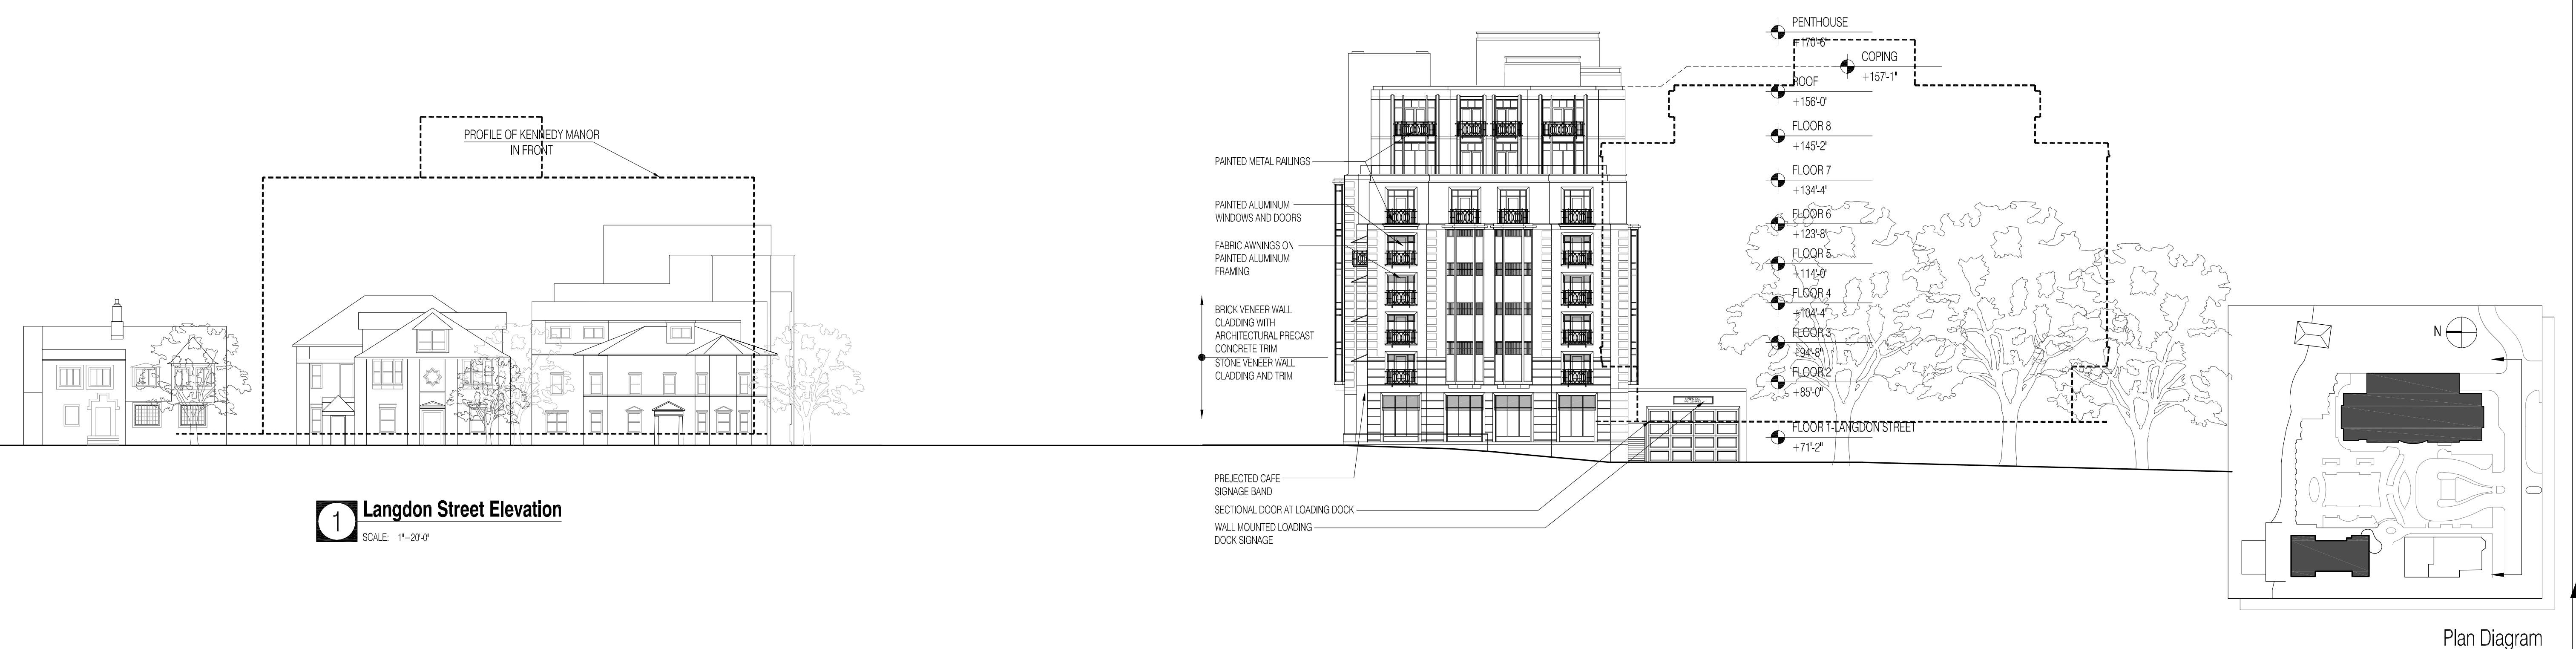 PROFILE OF KENNEDY MANOR
IN FRONT
1
Langdon Street Elevation
SCALE: 1"=20'-0"
PAINTED METAL RAILINGS
PAINTED ALUMINUM
WINDOWS AND DOORS
FABRIC AWNINGS ON
PAINTED ALUMINUM
FRAMING
BRICK VENEER WALL
CLADDING WITH
ARCHITECTURAL PRECAST
CONCRETE TRIM
STONE VENEER WALL
CLADDING AND TRIM
PREJECTED CAFE
SIGNAGE BAND
SECTIONAL DOOR AT LOADING DOCK
WALL MOUNTED LOADING
DOCK SIGNAGE
PENTHOUSE
+170'-6"
COPING
+157'-1"
ROOF
+156'-0"
FLOOR 8
+145'-2"
FLOOR 7
+134'-4"
FLOOR 6
+123'-8"
FLOOR 5
+114'-0"
FLOOR 4
+104'-4"
FLOOR 3
+94'-8"
FLOOR 2
+85'-0"
FLOOR 1-LANGDON STREET
+71'-2"
N
Plan Diagram